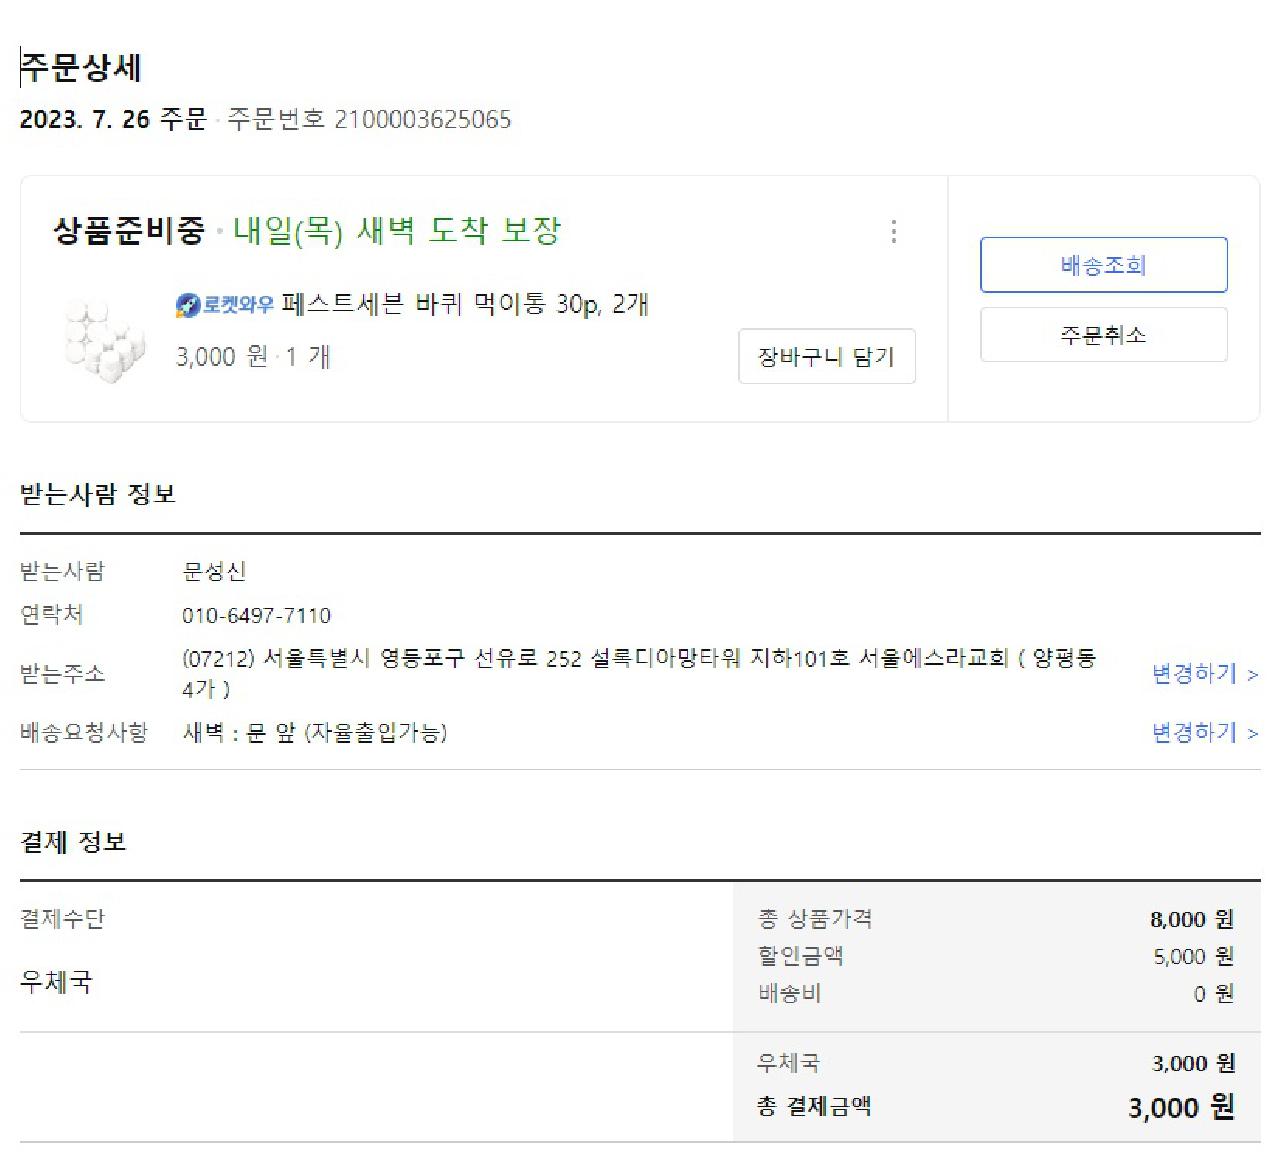 주문상세
2023. 7. 26 주문 · 주문번호 2100003625065
상품준비중 · 내일(목) 새벽 도착 보장
로켓와우 페스트세븐 바퀴 먹이통 30p, 2개
3,000 원 · 1 개
장바구니 담기
배송조회
주문취소
받는사람 정보
받는사람 문성신
연락처 010-6497-7110
받는주소 (07212) 서울특별시 영등포구 선유로 252 설록디아망타워 지하101호 서울에스라교회 ( 양평동
4가 )
변경하기 >
배송요청사항 새벽 : 문 앞 (자율출입가능) 변경하기 >
결제 정보
결제수단
우체국
총 상품가격 8,000 원
할인금액 5,000 원
배송비 0 원
우체국 3,000 원
총 결제금액 3,000 원